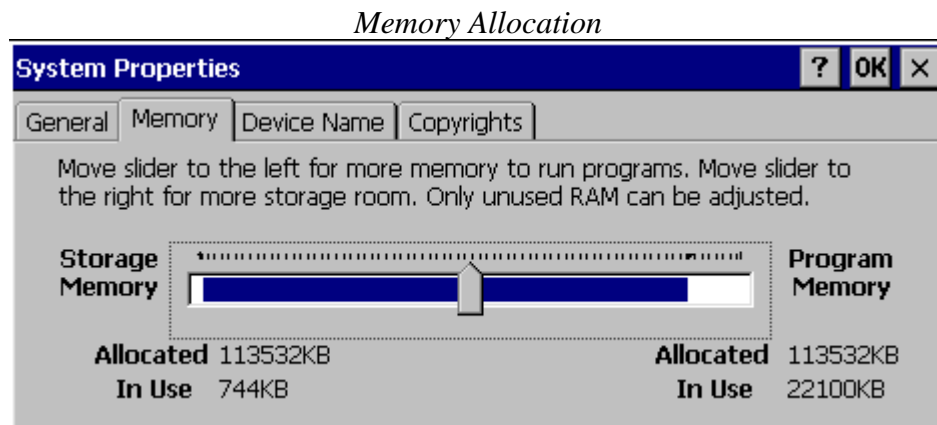 Memory Allocation
System Properties ? OK ×
General Memory Device Name Copyrights
Move slider to the left for more memory to run programs. Move slider to
the right for more storage room. Only unused RAM can be adjusted.
Storage Memory Program Memory
Allocated 113532KB Allocated 113532KB
In Use 744KB In Use 22100KB